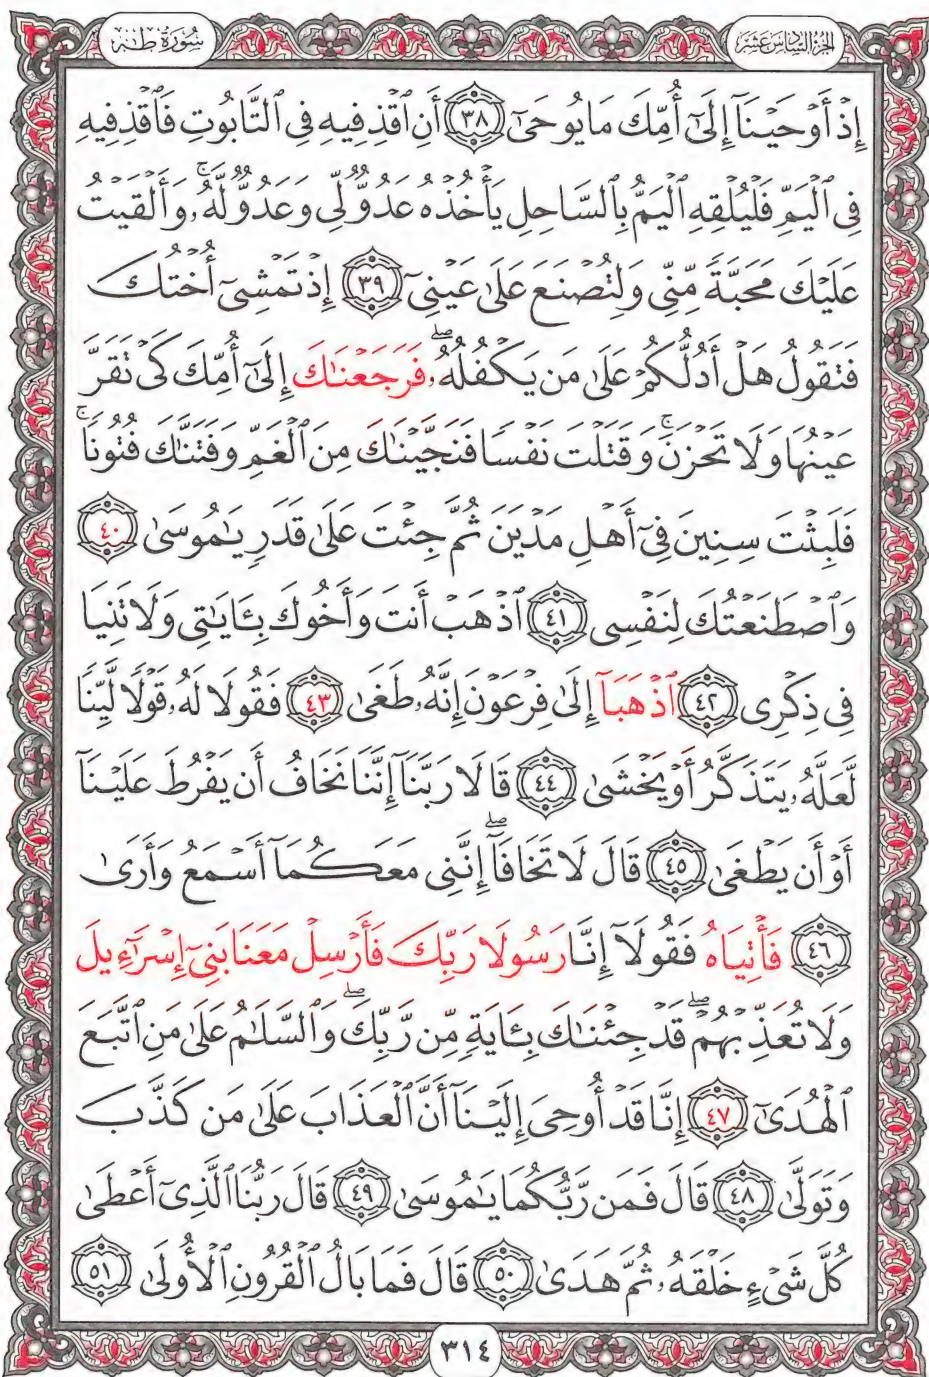 الجزء السادس عشر
سورة طه
إِذْ أَوْحَيْنَآ إِلَىٰٓ أُمِّكَ مَا يُوحَىٰٓ ٣٨ أَنِ ٱقْذِفِيهِ فِى ٱلتَّابُوتِ فَٱقْذِفِيهِ
فِى ٱلْيَمِّ فَلْيُلْقِهِ ٱلْيَمُّ بِٱلسَّاحِلِ يَأْخُذْهُ عَدُوٌّ لِّى وَعَدُوٌّ لَّهُۥۚ وَأَلْقَيْتُ
عَلَيْكَ مَحَبَّةً مِّنِّى وَلِتُصْنَعَ عَلَىٰ عَيْنِىٓ ٣٩ إِذْ تَمْشِىٓ أُخْتُكَ
فَتَقُولُ هَلْ أَدُلُّكُمْ عَلَىٰ مَن يَكْفُلُهُۥۖ فَرَجَعْنَٰكَ إِلَىٰٓ أُمِّكَ كَىْ تَقَرَّ
عَيْنُهَا وَلَا تَحْزَنَۚ وَقَتَلْتَ نَفْسًا فَنَجَّيْنَٰكَ مِنَ ٱلْغَمِّ وَفَتَنَّٰكَ فُتُونًاۚ
فَلَبِثْتَ سِنِينَ فِىٓ أَهْلِ مَدْيَنَ ثُمَّ جِئْتَ عَلَىٰ قَدَرٍ يَٰمُوسَىٰ ٤٠
وَٱصْطَنَعْتُكَ لِنَفْسِى ٤١ ٱذْهَبْ أَنتَ وَأَخُوكَ بِـَٔايَٰتِى وَلَا تَنِيَا
فِى ذِكْرِى ٤٢ ٱذْهَبَآ إِلَىٰ فِرْعَوْنَ إِنَّهُۥ طَغَىٰ ٤٣ فَقُولَا لَهُۥ قَوْلًا لَّيِّنًا
لَّعَلَّهُۥ يَتَذَكَّرُ أَوْ يَخْشَىٰ ٤٤ قَالَا رَبَّنَآ إِنَّنَا نَخَافُ أَن يَفْرُطَ عَلَيْنَآ
أَوْ أَن يَطْغَىٰ ٤٥ قَالَ لَا تَخَافَآۖ إِنَّنِى مَعَكُمَآ أَسْمَعُ وَأَرَىٰ
٤٦ فَأْتِيَاهُ فَقُولَآ إِنَّا رَسُولَا رَبِّكَ فَأَرْسِلْ مَعَنَا بَنِىٓ إِسْرَٰٓءِيلَ
وَلَا تُعَذِّبْهُمْۖ قَدْ جِئْنَٰكَ بِـَٔايَةٍ مِّن رَّبِّكَۖ وَٱلسَّلَٰمُ عَلَىٰ مَنِ ٱتَّبَعَ
ٱلْهُدَىٰٓ ٤٧ إِنَّا قَدْ أُوحِىَ إِلَيْنَآ أَنَّ ٱلْعَذَابَ عَلَىٰ مَن كَذَّبَ
وَتَوَلَّىٰ ٤٨ قَالَ فَمَن رَّبُّكُمَا يَٰمُوسَىٰ ٤٩ قَالَ رَبُّنَا ٱلَّذِىٓ أَعْطَىٰ
كُلَّ شَىْءٍ خَلْقَهُۥ ثُمَّ هَدَىٰ ٥٠ قَالَ فَمَا بَالُ ٱلْقُرُونِ ٱلْأُولَىٰ ٥١
٣١٤